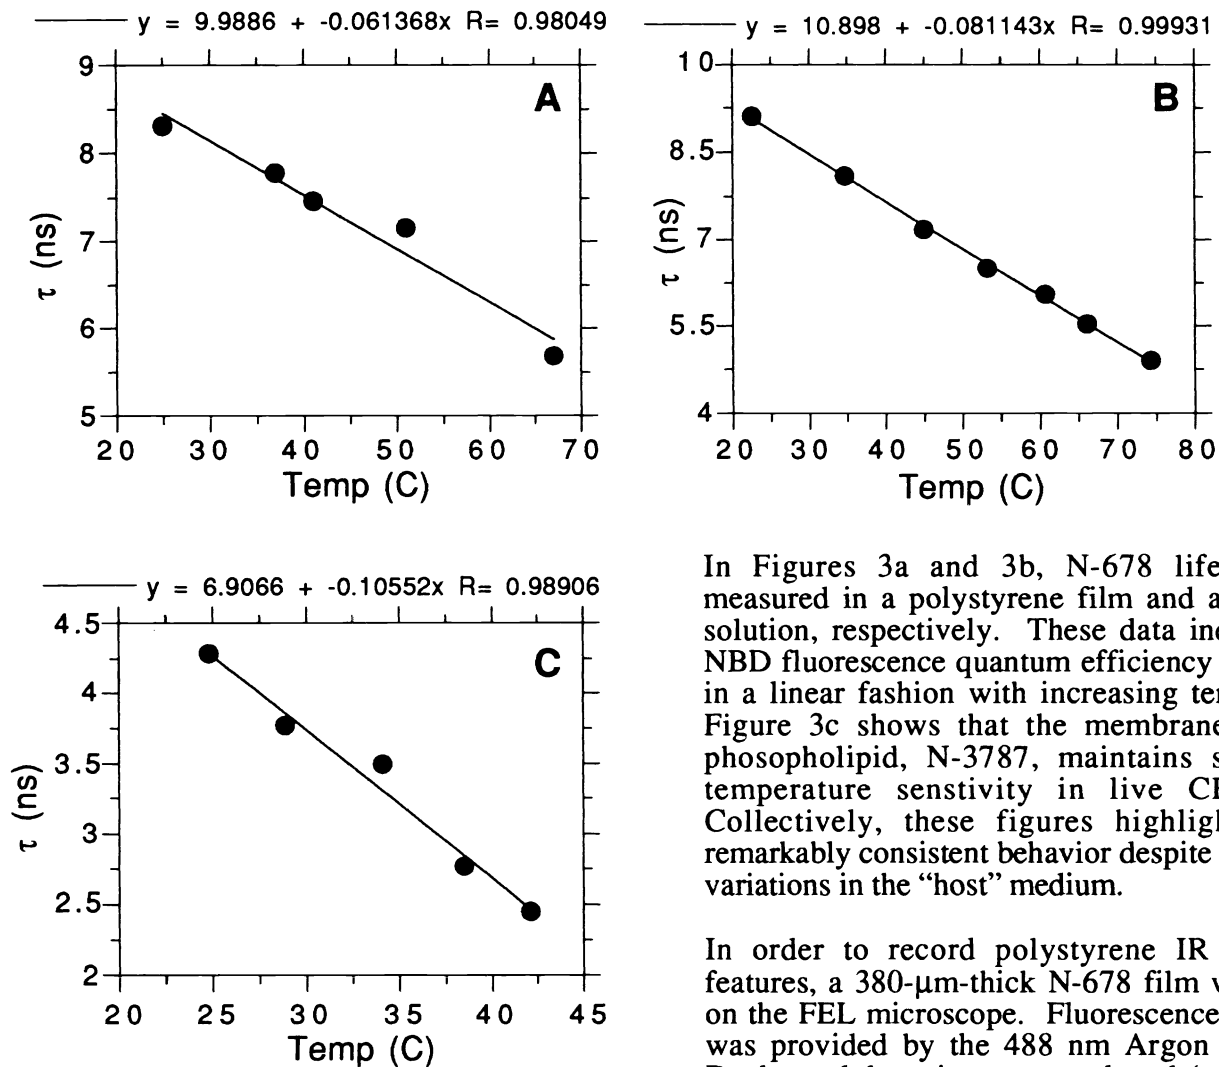 y = 9.9886 + -0.061368x R= 0.98049
9
8
7
6
5
τ (ns)
A
20 30 40 50 60 70
Temp (C)
y = 10.898 + -0.081143x R= 0.99931
10
8.5
7
5.5
4
τ (ns)
B
20 30 40 50 60 70 80
Temp (C)
y = 6.9066 + -0.10552x R= 0.98906
4.5
4
3.5
3
2.5
2
τ (ns)
C
20 25 30 35 40 45
Temp (C)
In Figures 3a and 3b, N-678 life
measured in a polystyrene film and a
solution, respectively. These data ind
NBD fluorescence quantum efficiency
in a linear fashion with increasing ter
Figure 3c shows that the membrane
phosopholipid, N-3787, maintains s
temperature senstivity in live CH
Collectively, these figures highligh
remarkably consistent behavior despite
variations in the “host” medium.
In order to record polystyrene IR
features, a 380-μm-thick N-678 film v
on the FEL microscope. Fluorescence
was provided by the 488 nm Argon